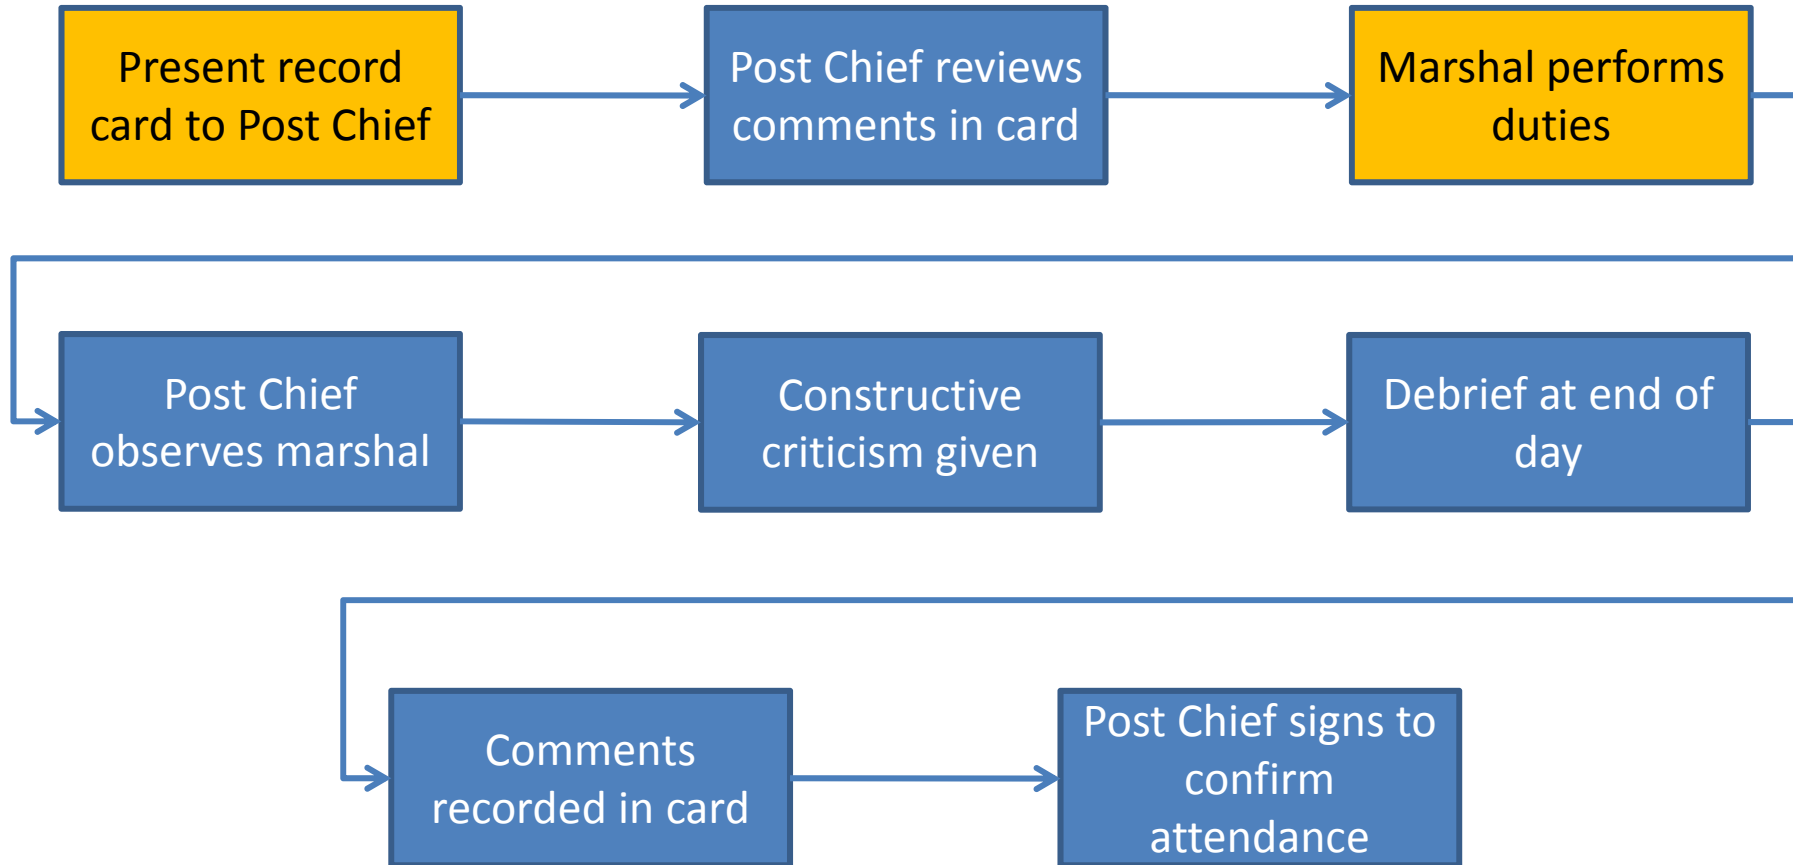 Present record
card to Post Chief
Post Chief reviews
comments in card
Marshal performs
duties
Post Chief
observes marshal
Constructive
criticism given
Debrief at end of
day
Comments
recorded in card
Post Chief signs to
confirm
attendance